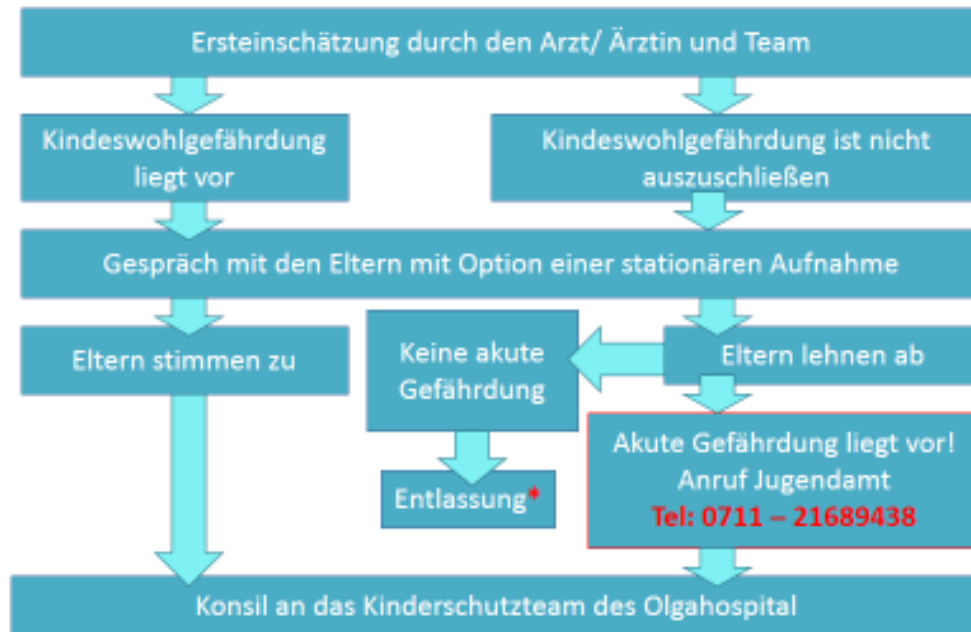 Ersteinschätzung durch den Arzt/ Ärztin und Team
Kindeswohlgefährdung
liegt vor
Kindeswohlgefährdung ist nicht
auszuschließen
Gespräch mit den Eltern mit Option einer stationären Aufnahme
Eltern stimmen zu
Keine akute
Gefährdung
Eltern lehnen ab
Entlassung*
Akute Gefährdung liegt vor!
Anruf Jugendamt
Tel: 0711 – 21689438
Konsil an das Kinderschutzteam des Olgahospital